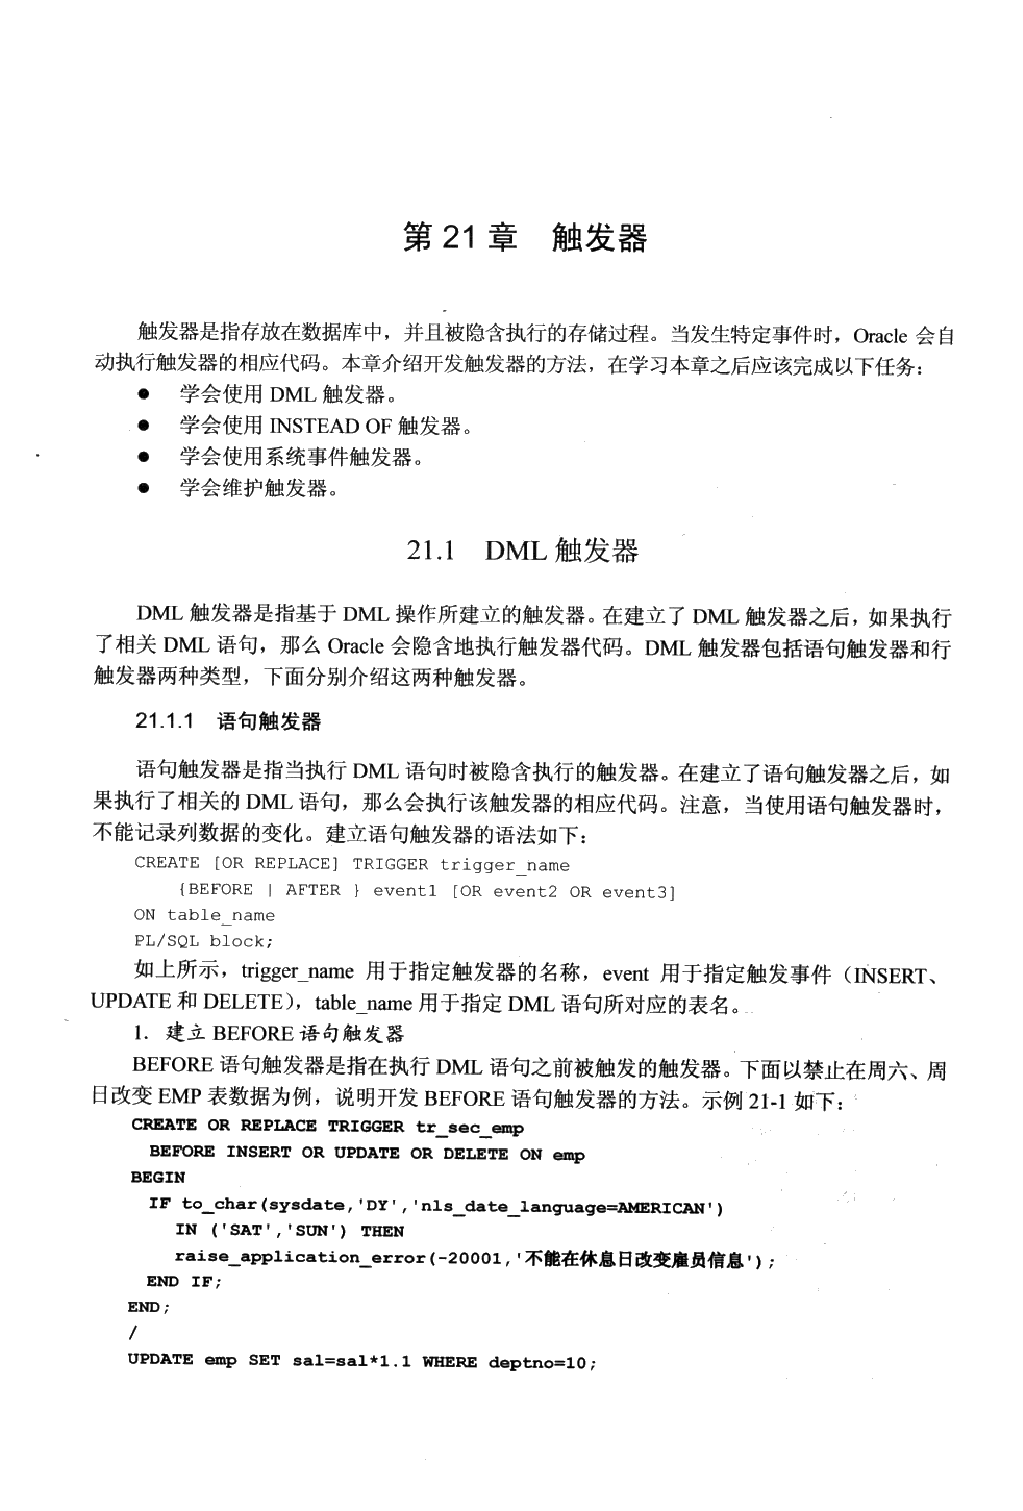 第 21 章 触发器
触发器是指存放在数据库中，并且被隐含执行的存储过程。当发生特定事件时，Oracle 会自
动执行触发器的相应代码。本章介绍开发触发器的方法，在学习本章之后应该完成以下任务：
● 学会使用 DML 触发器。
● 学会使用 INSTEAD OF 触发器。
● 学会使用系统事件触发器。
● 学会维护触发器。
21.1 DML 触发器
DML 触发器是指基于 DML 操作所建立的触发器。在建立了 DML 触发器之后，如果执行
了相关 DML 语句，那么 Oracle 会隐含地执行触发器代码。DML 触发器包括语句触发器和行
触发器两种类型，下面分别介绍这两种触发器。
21.1.1 语句触发器
语句触发器是指当执行 DML 语句时被隐含执行的触发器。在建立了语句触发器之后，如
果执行了相关的 DML 语句，那么会执行该触发器的相应代码。注意，当使用语句触发器时，
不能记录列数据的变化。建立语句触发器的语法如下：
CREATE [OR REPLACE] TRIGGER trigger_name
{BEFORE | AFTER } event1 [OR event2 OR event3]
ON table_name
PL/SQL block;
如上所示，trigger_name 用于指定触发器的名称，event 用于指定触发事件（INSERT、
UPDATE 和 DELETE），table_name 用于指定 DML 语句所对应的表名。
1. 建立 BEFORE 语句触发器
BEFORE 语句触发器是指在执行 DML 语句之前被触发的触发器。下面以禁止在周六、周
日改变 EMP 表数据为例，说明开发 BEFORE 语句触发器的方法。示例 21-1 如下：
CREATE OR REPLACE TRIGGER tr_sec_emp
BEFORE INSERT OR UPDATE OR DELETE ON emp
BEGIN
IF to_char(sysdate,'DY','nls_date_language=AMERICAN')
IN ('SAT','SUN') THEN
raise_application_error(-20001,'不能在休息日改变雇员信息');
END IF;
END;
/
UPDATE emp SET sal=sal*1.1 WHERE deptno=10;